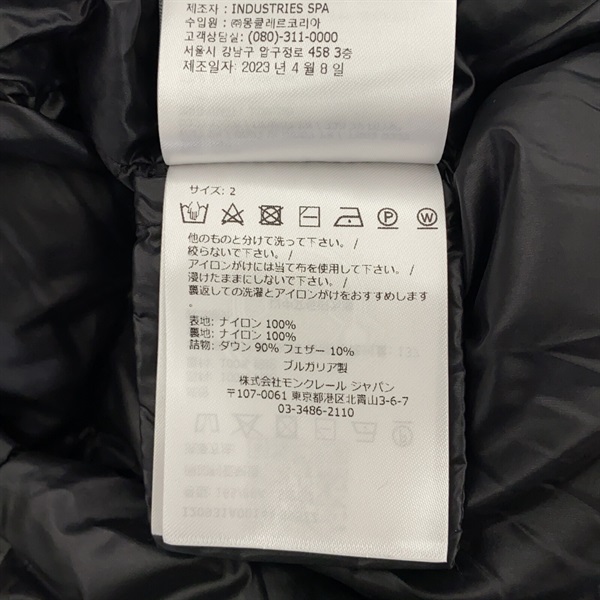 제조자 : INDUSTRIES SPA
수입원 : ㈜몽클레르코리아
고객상담실: (080)-311-0000
서울시 강남구 압구정로 458 3층
제조일자: 2023 년 4 월 8 일
サイズ: 2
他のものと分けて洗って下さい。/
絞らないで下さい。/
アイロンがけには当て布を使用して下さい。/
浸けたままにしないで下さい。/
裏返しての洗濯とアイロンがけをおすすめします
。
表地: ナイロン 100%
裏地: ナイロン 100%
詰物: ダウン 90% フェザー 10%
ブルガリア製
株式会社モンクレール ジャパン
〒107-0061 東京都港区北青山3-6-7
03-3486-2110